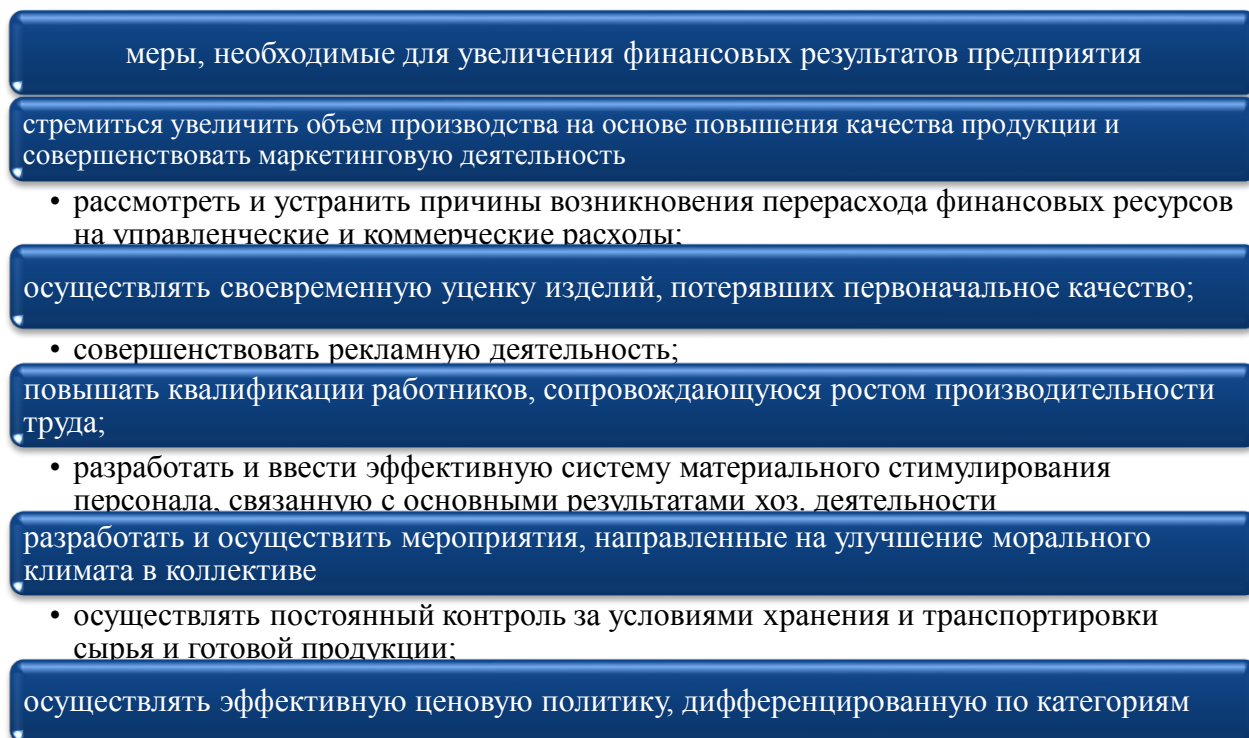 меры, необходимые для увеличения финансовых результатов предприятия
стремиться увеличить объем производства на основе повышения качества продукции и
совершенствовать маркетинговую деятельность
• рассмотреть и устранить причины возникновения перерасхода финансовых ресурсов
на управленческие и коммерческие расходы;
осуществлять своевременную уценку изделий, потерявших первоначальное качество;
• совершенствовать рекламную деятельность;
повышать квалификации работников, сопровождающуюся ростом производительности
труда;
• разработать и ввести эффективную систему материального стимулирования
персонала, связанную с основными результатами хоз. деятельности
разработать и осуществить мероприятия, направленные на улучшение морального
климата в коллективе
• осуществлять постоянный контроль за условиями хранения и транспортировки
сырья и готовой продукции;
осуществлять эффективную ценовую политику, дифференцированную по категориям